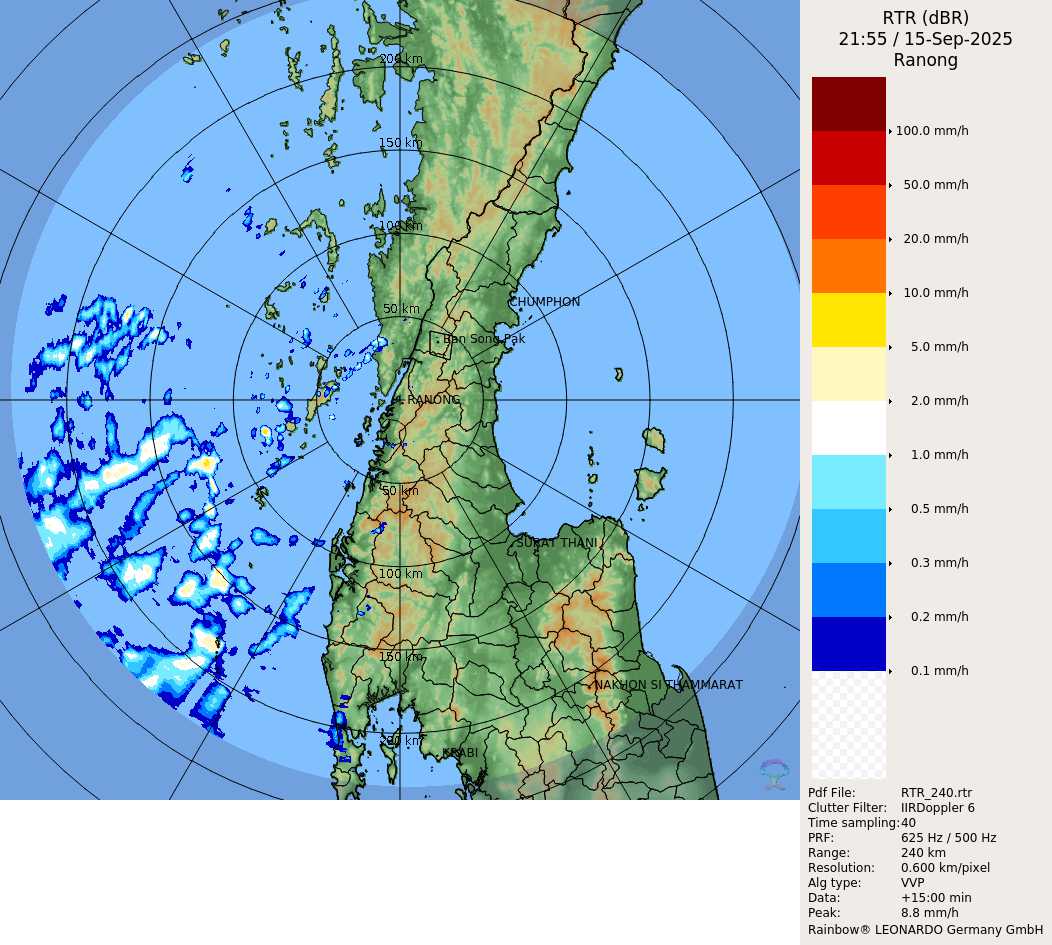 RTR (dBR)
21:55 / 15-Sep-2025
Ranong
100.0 mm/h
50.0 mm/h
20.0 mm/h
10.0 mm/h
5.0 mm/h
2.0 mm/h
1.0 mm/h
0.5 mm/h
0.3 mm/h
0.2 mm/h
0.1 mm/h
200 km
150 km
100 km
50 km
CHUMPHON
Ban Song Pak
RANONG
50 km
SURAT THANI
100 km
150 km
NAKHON SI THAMMARAT
200 km
KRABI
Pdf File: RTR_240.rtr
Clutter Filter: IIRDoppler 6
Time sampling: 40
PRF: 625 Hz / 500 Hz
Range: 240 km
Resolution: 0.600 km/pixel
Alg type: VVP
Data: +15:00 min
Peak: 8.8 mm/h
Rainbow® LEONARDO Germany GmbH